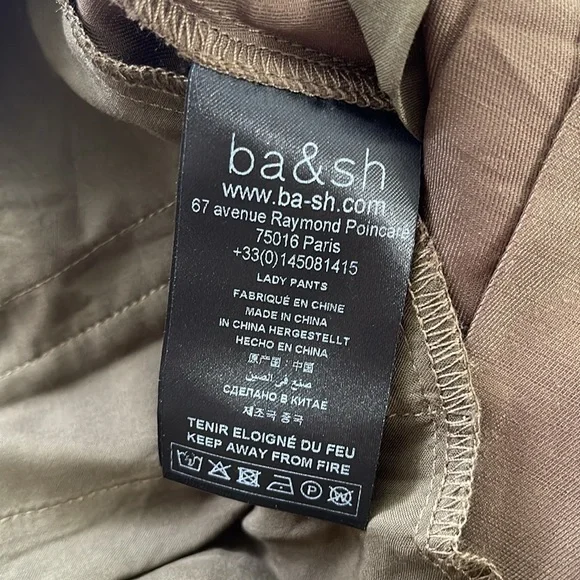 ba&sh
www.ba-sh.com
67 avenue Raymond Poincaré
75016 Paris
+33(0)145081415
LADY PANTS
FABRIQUÉ EN CHINE
MADE IN CHINA
IN CHINA HERGESTELLT
HECHO EN CHINA
原产国：中国
صنع في الصين
СДЕЛАНО В КИТАЕ
제조국 중국
TENIR ELOIGNÉ DU FEU
KEEP AWAY FROM FIRE
P W